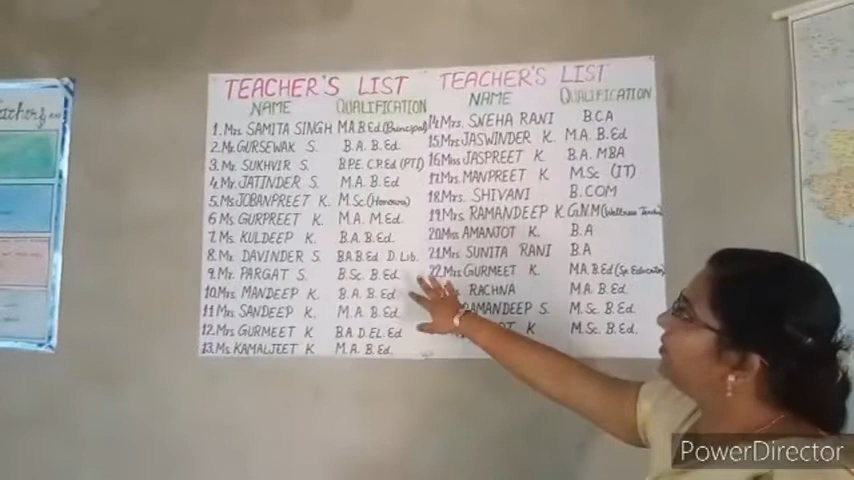 TEACHER'S LIST
NAME QUALIFICATION
1. Mrs. SAMITA SINGH M.A.B.Ed (Principal)
2. Mr. GURSEWAK S. B.A. B.Ed
3. Mr. SUKHVIR S. B.P.E. C.P.Ed (PTI)
4. Mr. JATINDER S. M.A. B.Ed
5. Ms. JOBANPREET K. M.Sc (Honours)
6 Ms. GURPREET K. M.A. M.Ed
7. Ms. KULDEEP K. B.A. B.Ed.
8. Mr. DAVINDER S. B.A B.Ed D. Lib.
9. Mr. PARGAT S. B.Sc. B.Ed.
10. Mrs. MANDEEP K. B.A. B.Ed
11. Mrs. SANDEEP K. M.A. B.Ed
12. Mrs. GURMEET K. B.A D.EL.Ed
13. Ms. KAMALJEET K. M.A. B.Ed
TEACHER'S LIST
NAME QUALIFICATION
14. Mrs. SNEHA RANI B.C.A
15. Mrs. JASWINDER K. M.A. B.Ed
16. Miss JASPREET K. B.A. MBA
17. Mrs. MANPREET K. M.Sc (IT)
18. Mrs. SHIVANI B.COM
19. Mrs. RAMANDEEP K. G.N.M (Wellness
20. Miss AMANJOT K. B.A
21. Mrs. SUNITA RANI B.A
22. Mrs. GURMEET K. M.A. B.Ed (Sp. Educator)
RACHNA M.A. B.Ed
RAMANDEEP S. M.Sc. B.Ed.
K. M.Sc. B.Ed.
PowerDirector